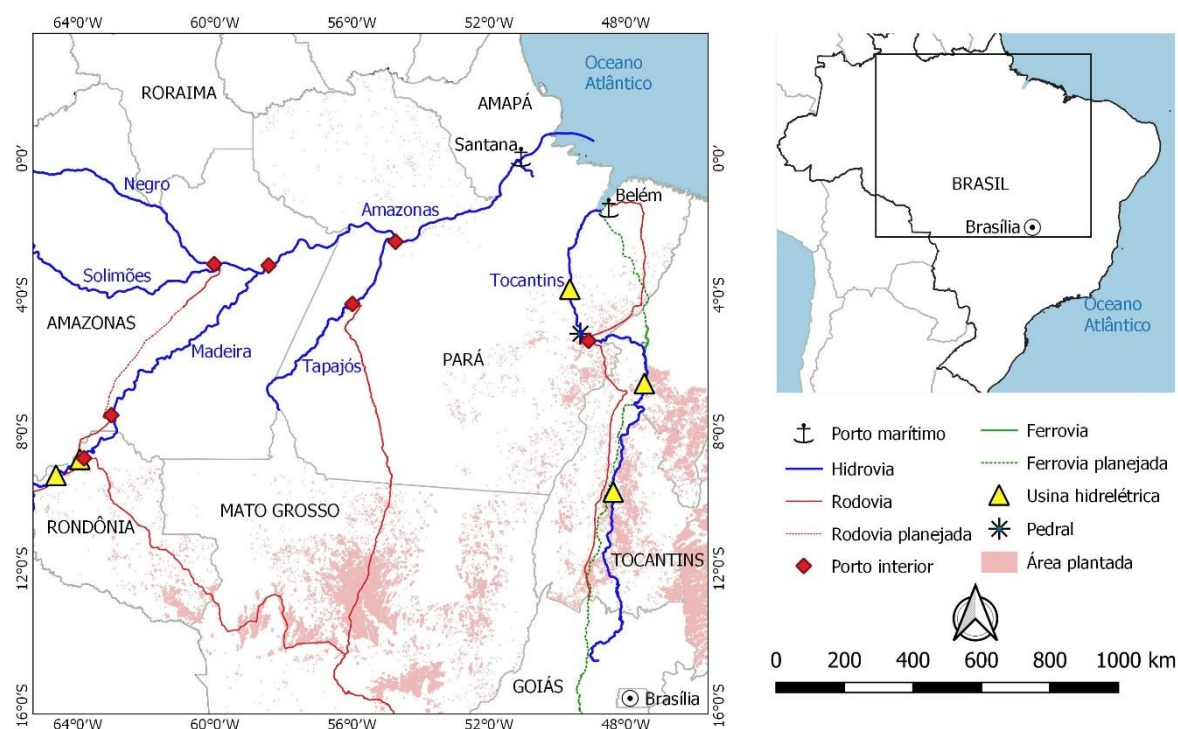 64°0'W 60°0'W 56°0'W 52°0'W 48°0'W
Oceano
Atlântico
RORAIMA
AMAPÁ
Santana
0°0'
Negro
Belém
Amazonas
Solimões
Tocantins
4°0'S
AMAZONAS
Madeira
Tapajós
PARÁ
8°0'S
MATO GROSSO
RONDÔNIA
TOCANTINS
12°0'S
GOIÁS
Brasília
16°0'S
64°0'W 60°0'W 56°0'W 52°0'W 48°0'W
0°0'
4°0'S
8°0'S
12°0'S
16°0'S
BRASIL
Brasília
Oceano
Atlântico
Porto marítimo
Hidrovia
Rodovia
Rodovia planejada
Porto interior
Ferrovia
Ferrovia planejada
Usina hidrelétrica
Pedral
Área plantada
0 200 400 600 800 1000 km